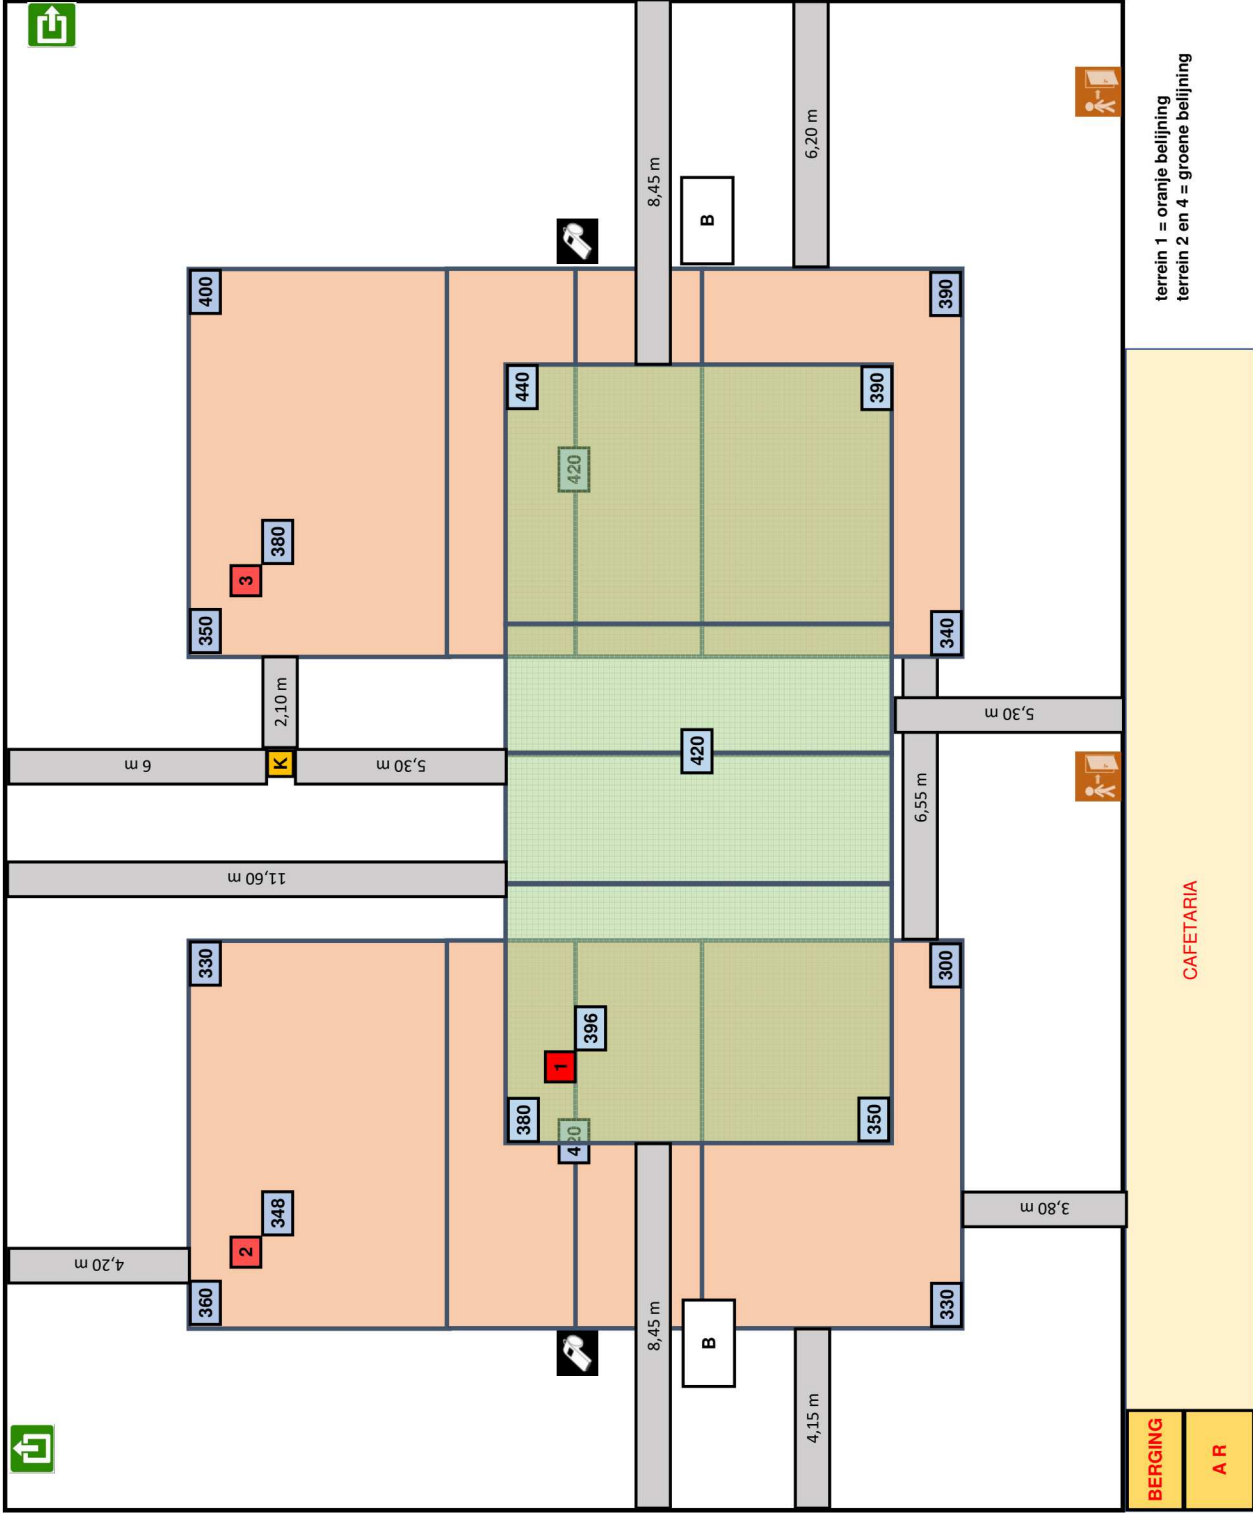 4,20 m
6 m
360
330
350
400
2
3
11,60 m
348
K
2,10 m
380
5,30 m
380
440
1
420
420
396
8,45 m
8,45 m
B
420
B
4,15 m
6,20 m
350
390
6,55 m
330
300
340
390
5,30 m
3,80 m
BERGING
A R
CAFETARIA
terrein 1 = oranje belijning
terrein 2 en 4 = groene belijning